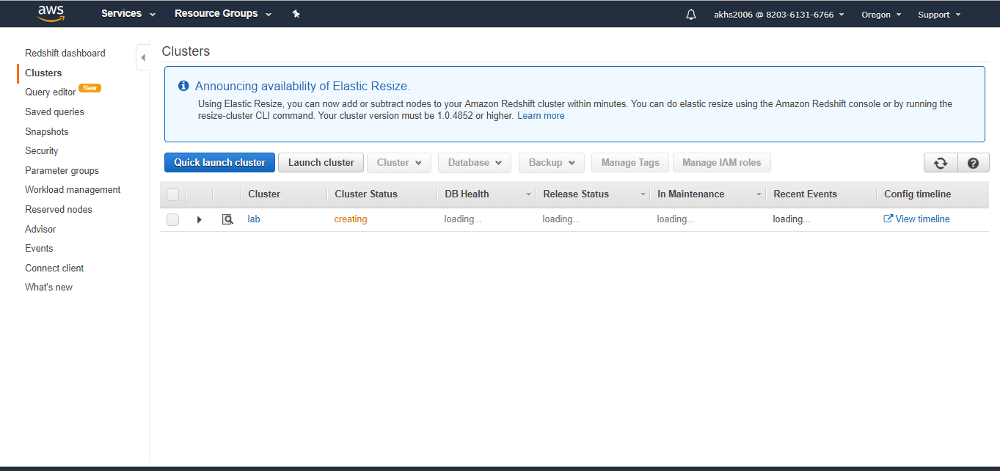 aws Services Resource Groups akhs2006 @ 8203-6131-6766 Oregon Support
Redshift dashboard
Clusters
Query editor New
Saved queries
Snapshots
Security
Parameter groups
Workload management
Reserved nodes
Advisor
Events
Connect client
What's new
Clusters
Announcing availability of Elastic Resize.
Using Elastic Resize, you can now add or subtract nodes to your Amazon Redshift cluster within minutes. You can do elastic resize using the Amazon Redshift console or by running the
resize-cluster CLI command. Your cluster version must be 1.0.4852 or higher. Learn more
Quick launch cluster Launch cluster Cluster Database Backup Manage Tags Manage IAM roles
Cluster Cluster Status DB Health Release Status In Maintenance Recent Events Config timeline
lab creating loading... loading... loading... loading... View timeline